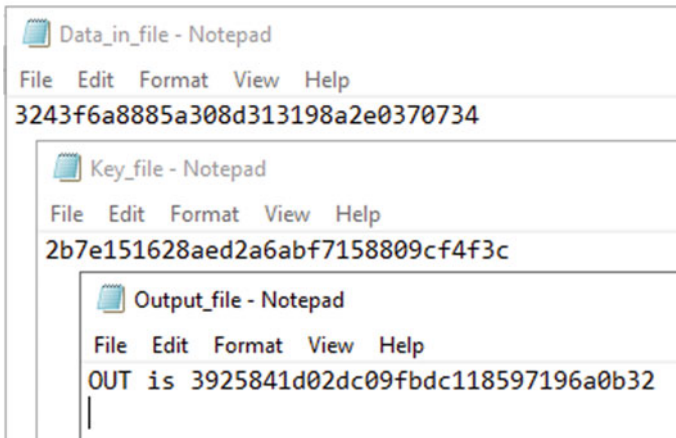 Data_in_file - Notepad
File Edit Format View Help
3243f6a8885a308d313198a2e0370734
Key_file - Notepad
File Edit Format View Help
2b7e151628aed2a6abf7158809cf4f3c
Output_file - Notepad
File Edit Format View Help
OUT is 3925841d02dc09fbdc118597196a0b32